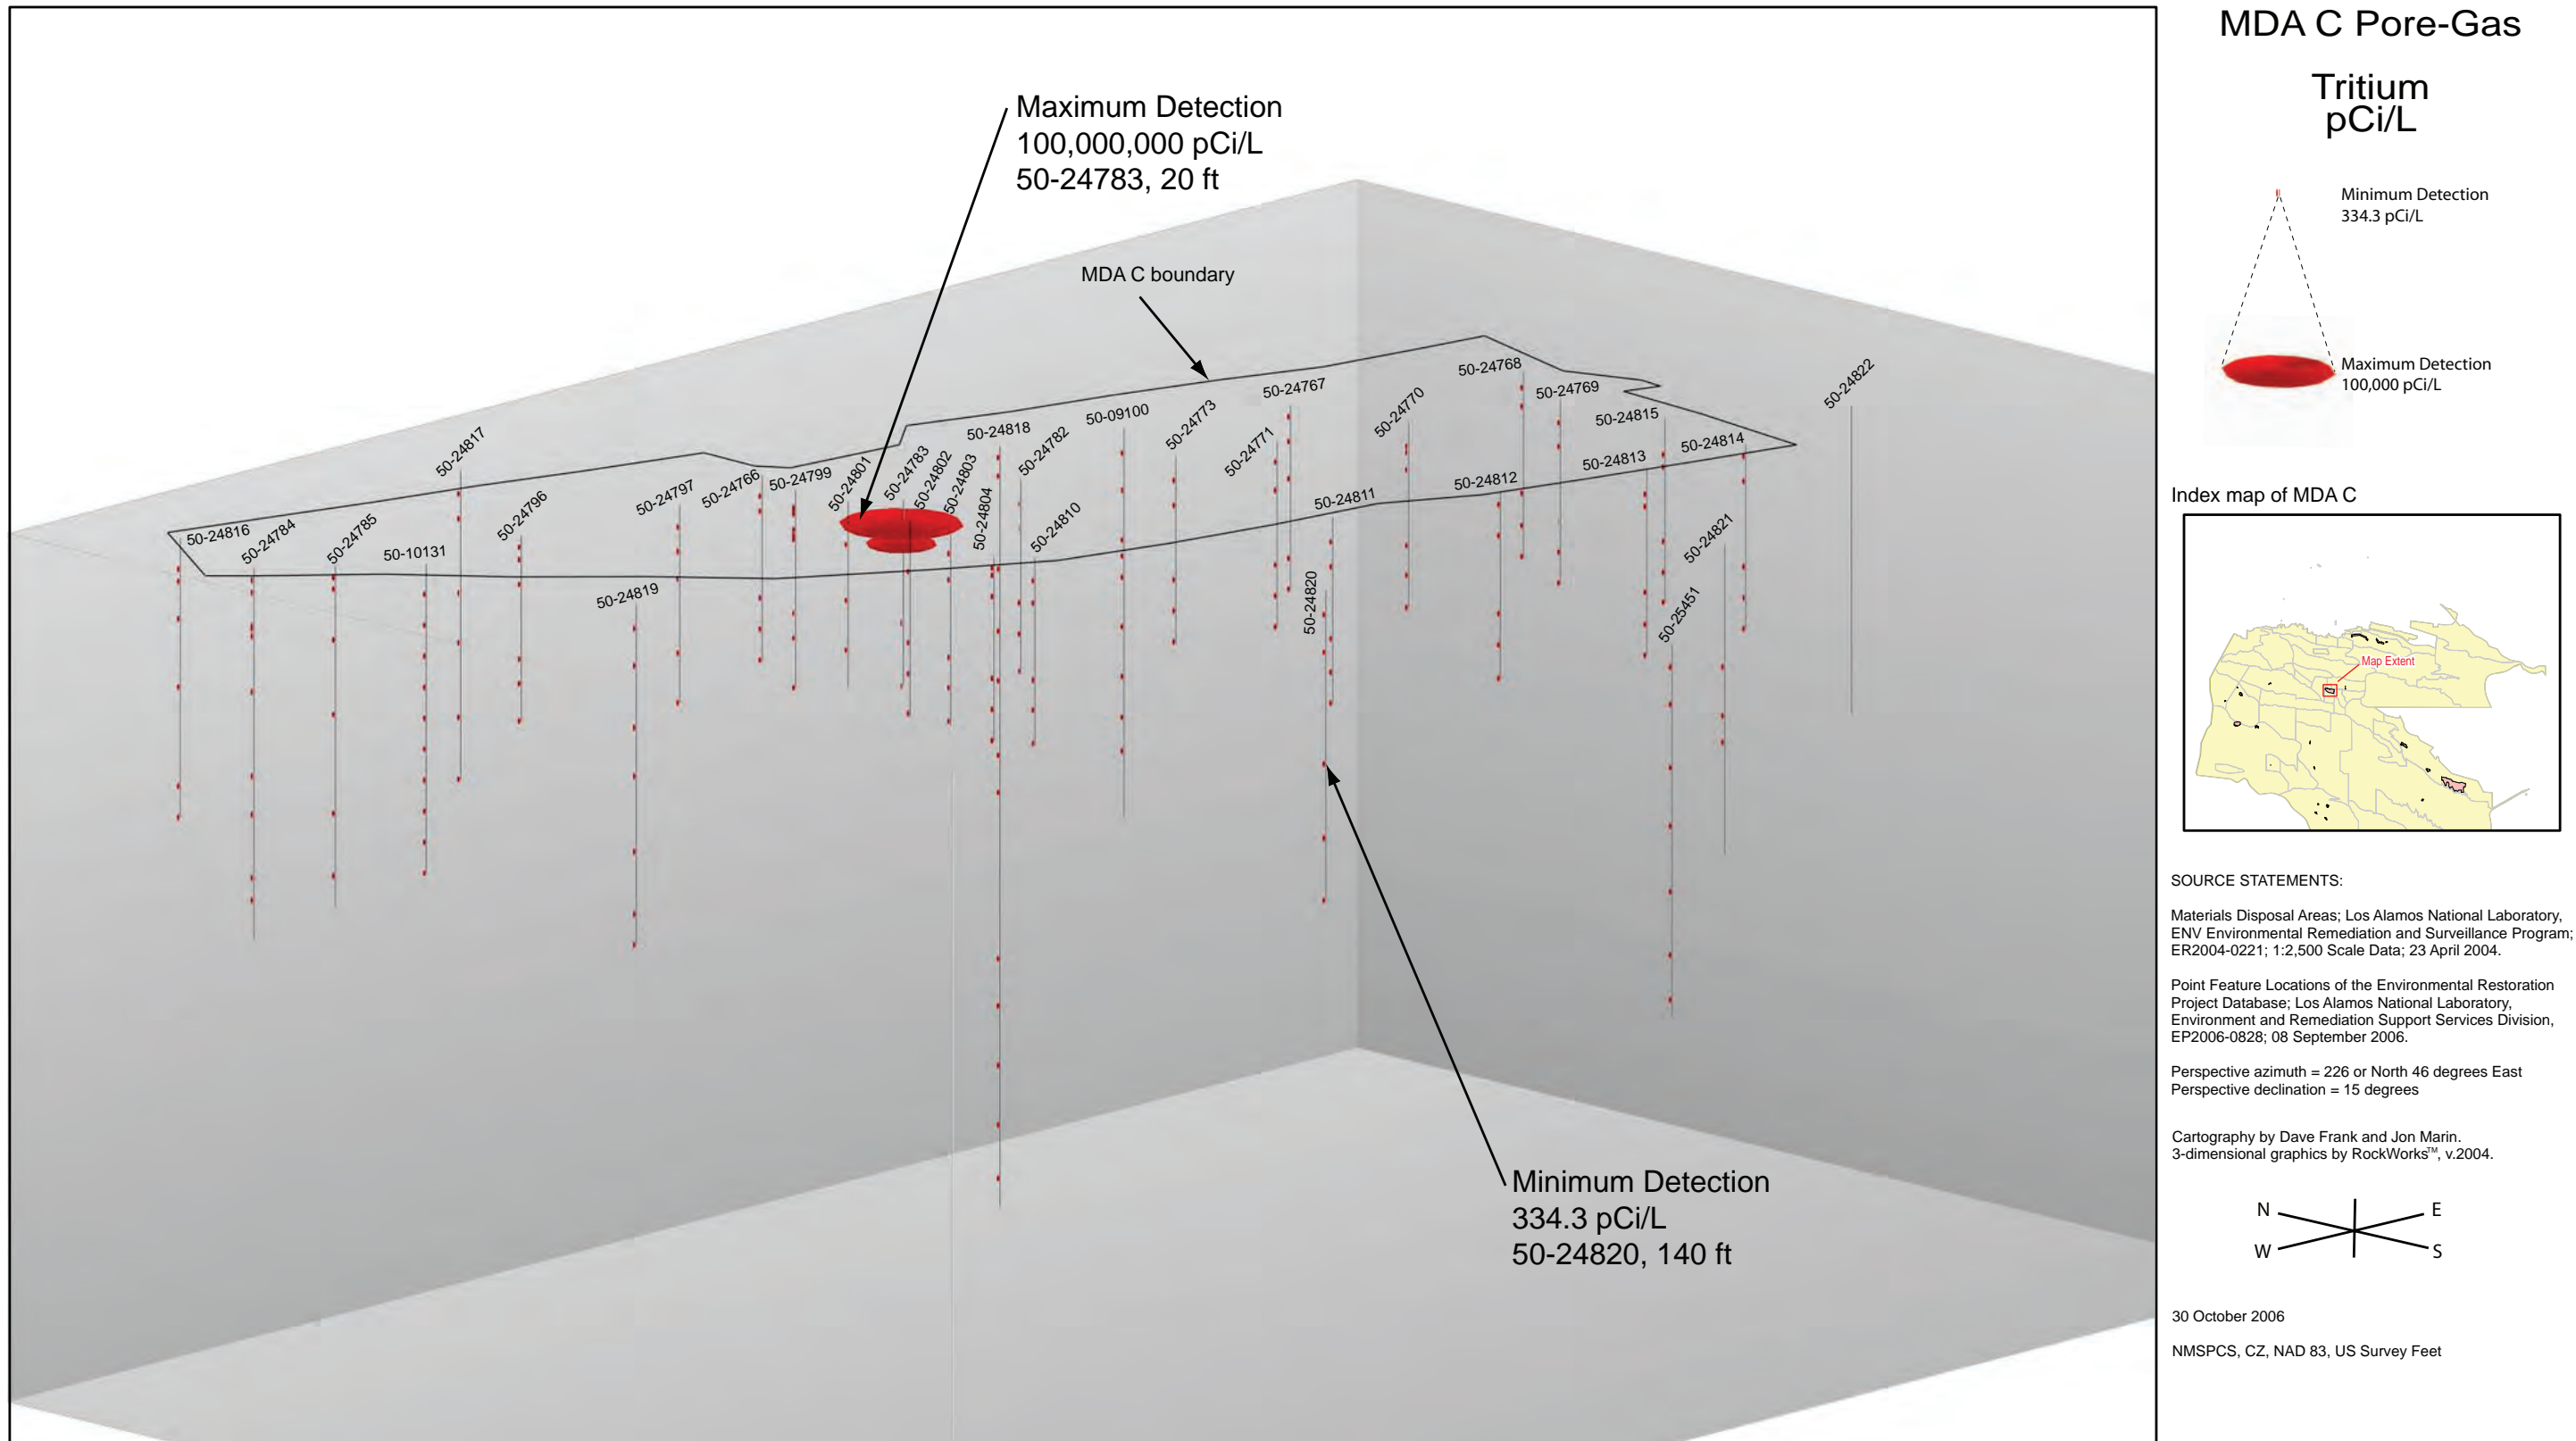 Maximum Detection
100,000,000 pCi/L
50-24783, 20 ft
MDA C boundary
50-24816
50-24784
50-24785
50-10131
50-24817
50-24796
50-24819
50-24797
50-24766
50-24799
50-24801
50-24783
50-24802
50-24803
50-24804
50-24818
50-24782
50-24810
50-09100
50-24773
50-24771
50-24767
50-24820
50-24811
50-24770
50-24812
50-24768
50-24769
50-24813
50-24815
50-25451
50-24821
50-24814
50-24822
Minimum Detection
334.3 pCi/L
50-24820, 140 ft
MDA C Pore-Gas
Tritium
pCi/L
Minimum Detection
334.3 pCi/L
Maximum Detection
100,000 pCi/L
Index map of MDA C
Map Extent
SOURCE STATEMENTS:
Materials Disposal Areas; Los Alamos National Laboratory,
ENV Environmental Remediation and Surveillance Program;
ER2004-0221; 1:2,500 Scale Data; 23 April 2004.
Point Feature Locations of the Environmental Restoration
Project Database; Los Alamos National Laboratory,
Environment and Remediation Support Services Division,
EP2006-0828; 08 September 2006.
Perspective azimuth = 226 or North 46 degrees East
Perspective declination = 15 degrees
Cartography by Dave Frank and Jon Marin.
3-dimensional graphics by RockWorks™, v.2004.
N E
W S
30 October 2006
NMSPCS, CZ, NAD 83, US Survey Feet